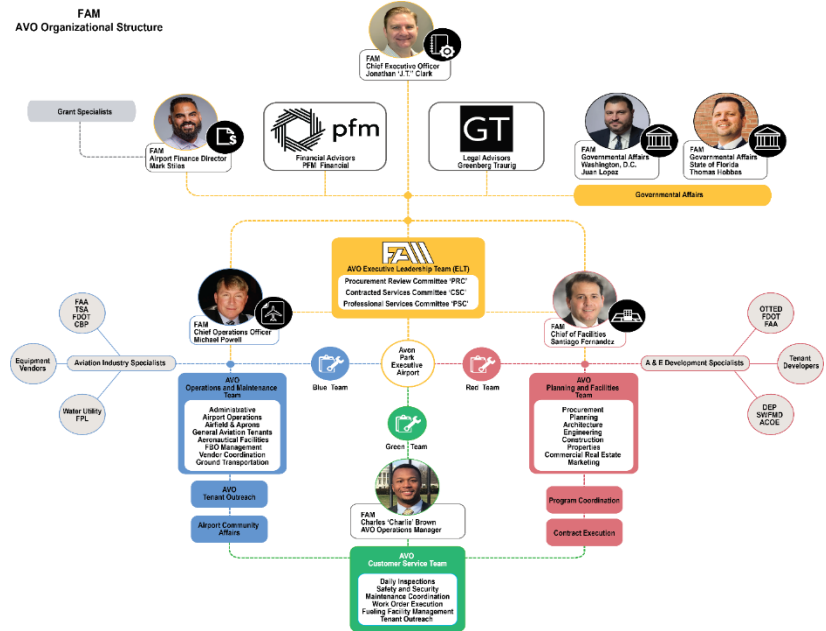 FAM
AVO Organizational Structure
FAM
Chief Executive Officer
Jonathan 'J.T.'' Clark
Grant Specialists
FAM
Airport Finance Director
Mark Stiles
pfm
Financial Advisors
PFM Financial
GT
Legal Advisors
Greenberg Traurig
FAM
Governmental Affairs
Washington, D.C.
Juan Lopez
FAM
Governmental Affairs
State of Florida
Thomas Hobbes
Governmental Affairs
FAM
AVO Executive Leadership Team (ELT)
Procurement Review Committee 'PRC'
Contracted Services Committee 'CSC'
Professional Services Committee 'PSC'
FAM
Chief Operations Officer
Michael Powell
FAM
Chief of Facilities
Santiago Fernandez
FAA
TSA
FDOT
CBP
Equipment
Vendors
Aviation Industry Specialists
Water Utility
FPL
Blue Team
Avon
Park
Executive
Airport
Red Team
OTTED
FDOT
FAA
A & E Development Specialists
Tenant
Developers
DEP
SWFMD
ACOE
AVO
Operations and Maintenance
Team
Administrative
Airport Operations
Airfield & Aprons
General Aviation Tenants
Aeronautical Facilities
FBO Management
Vendor Coordination
Ground Transportation
AVO
Planning and Facilities
Team
Procurement
Planning
Architecture
Engineering
Construction
Properties
Commercial Real Estate
Marketing
Green Team
AVO
Tenant Outreach
Airport Community
Affairs
FAM
Charles 'Charlie' Brown
AVO Operations Manager
Program Coordination
Contract Execution
AVO
Customer Service Team
Daily Inspections
Safety and Security
Maintenance Coordination
Work Order Execution
Fueling Facility Management
Tenant Outreach